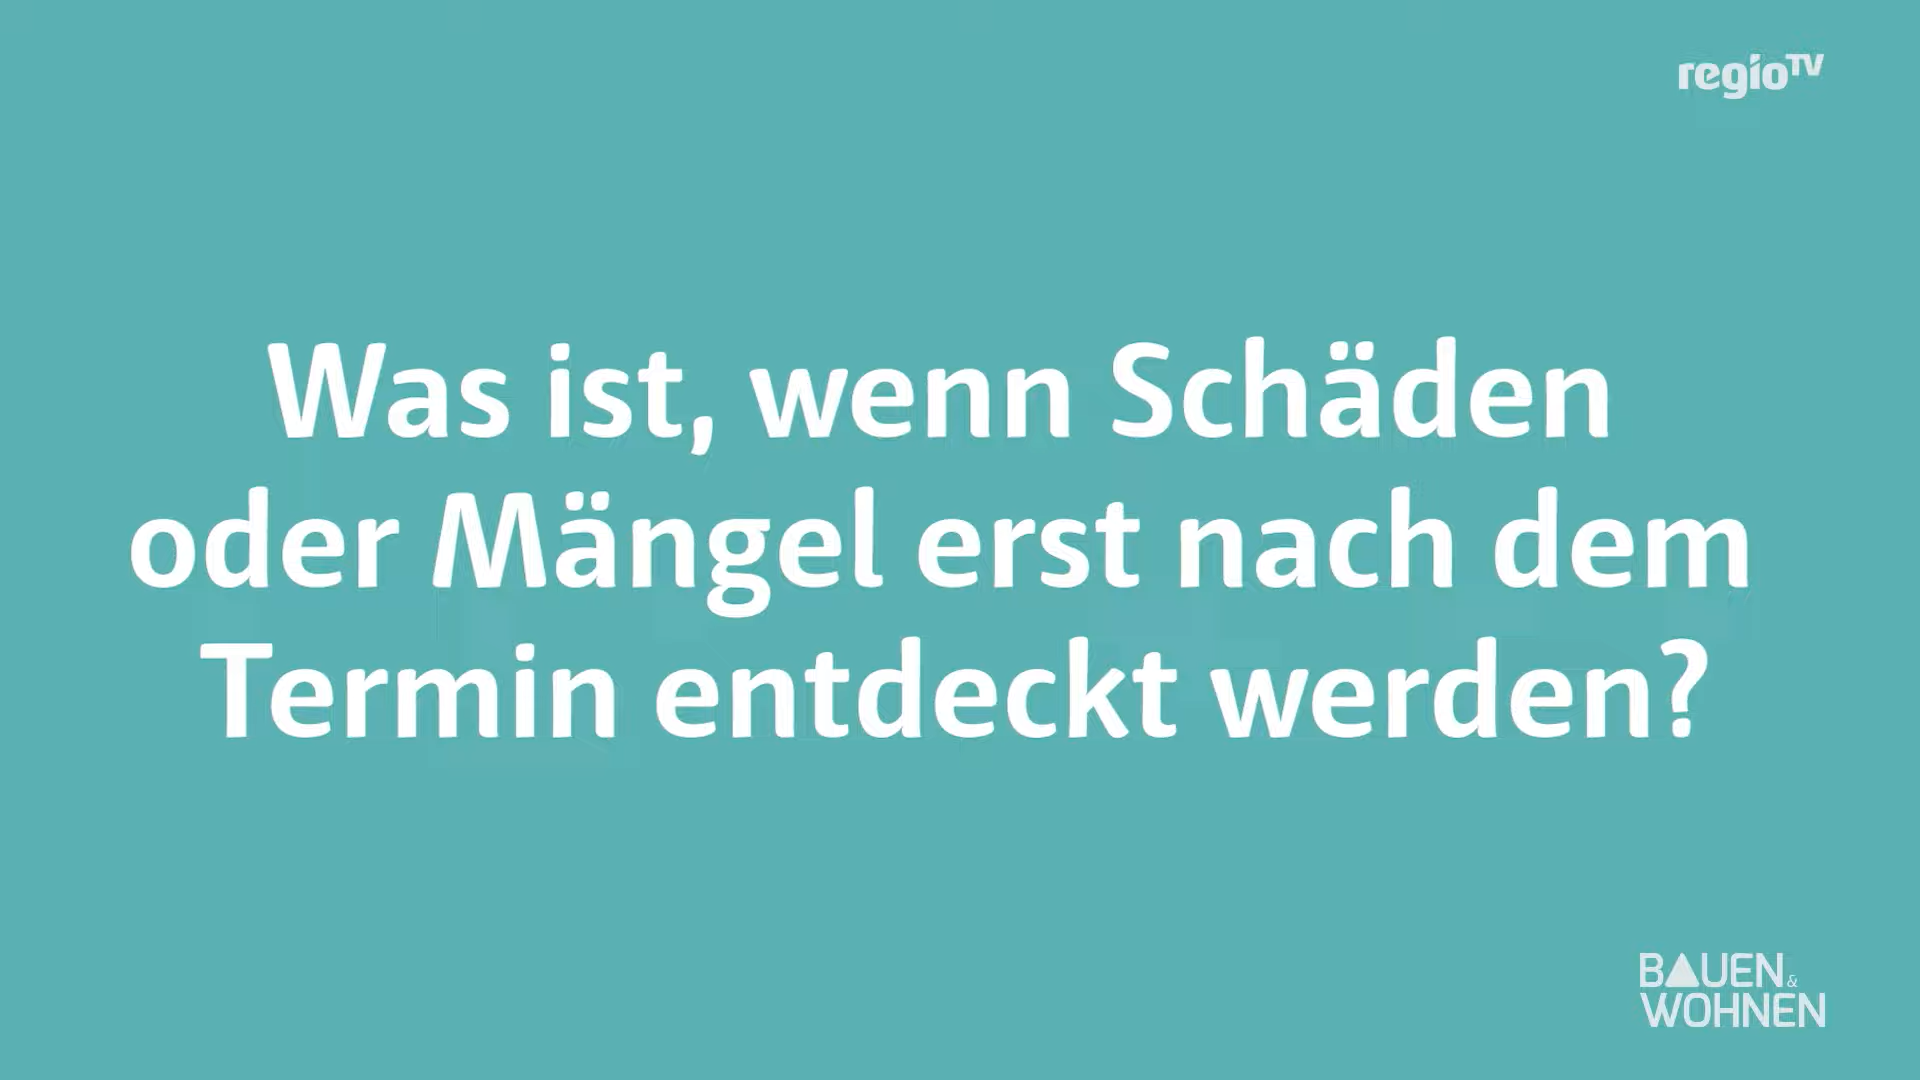 regioTV
Was ist, wenn Schäden
oder Mängel erst nach dem
Termin entdeckt werden?
BAUEN &
WOHNEN